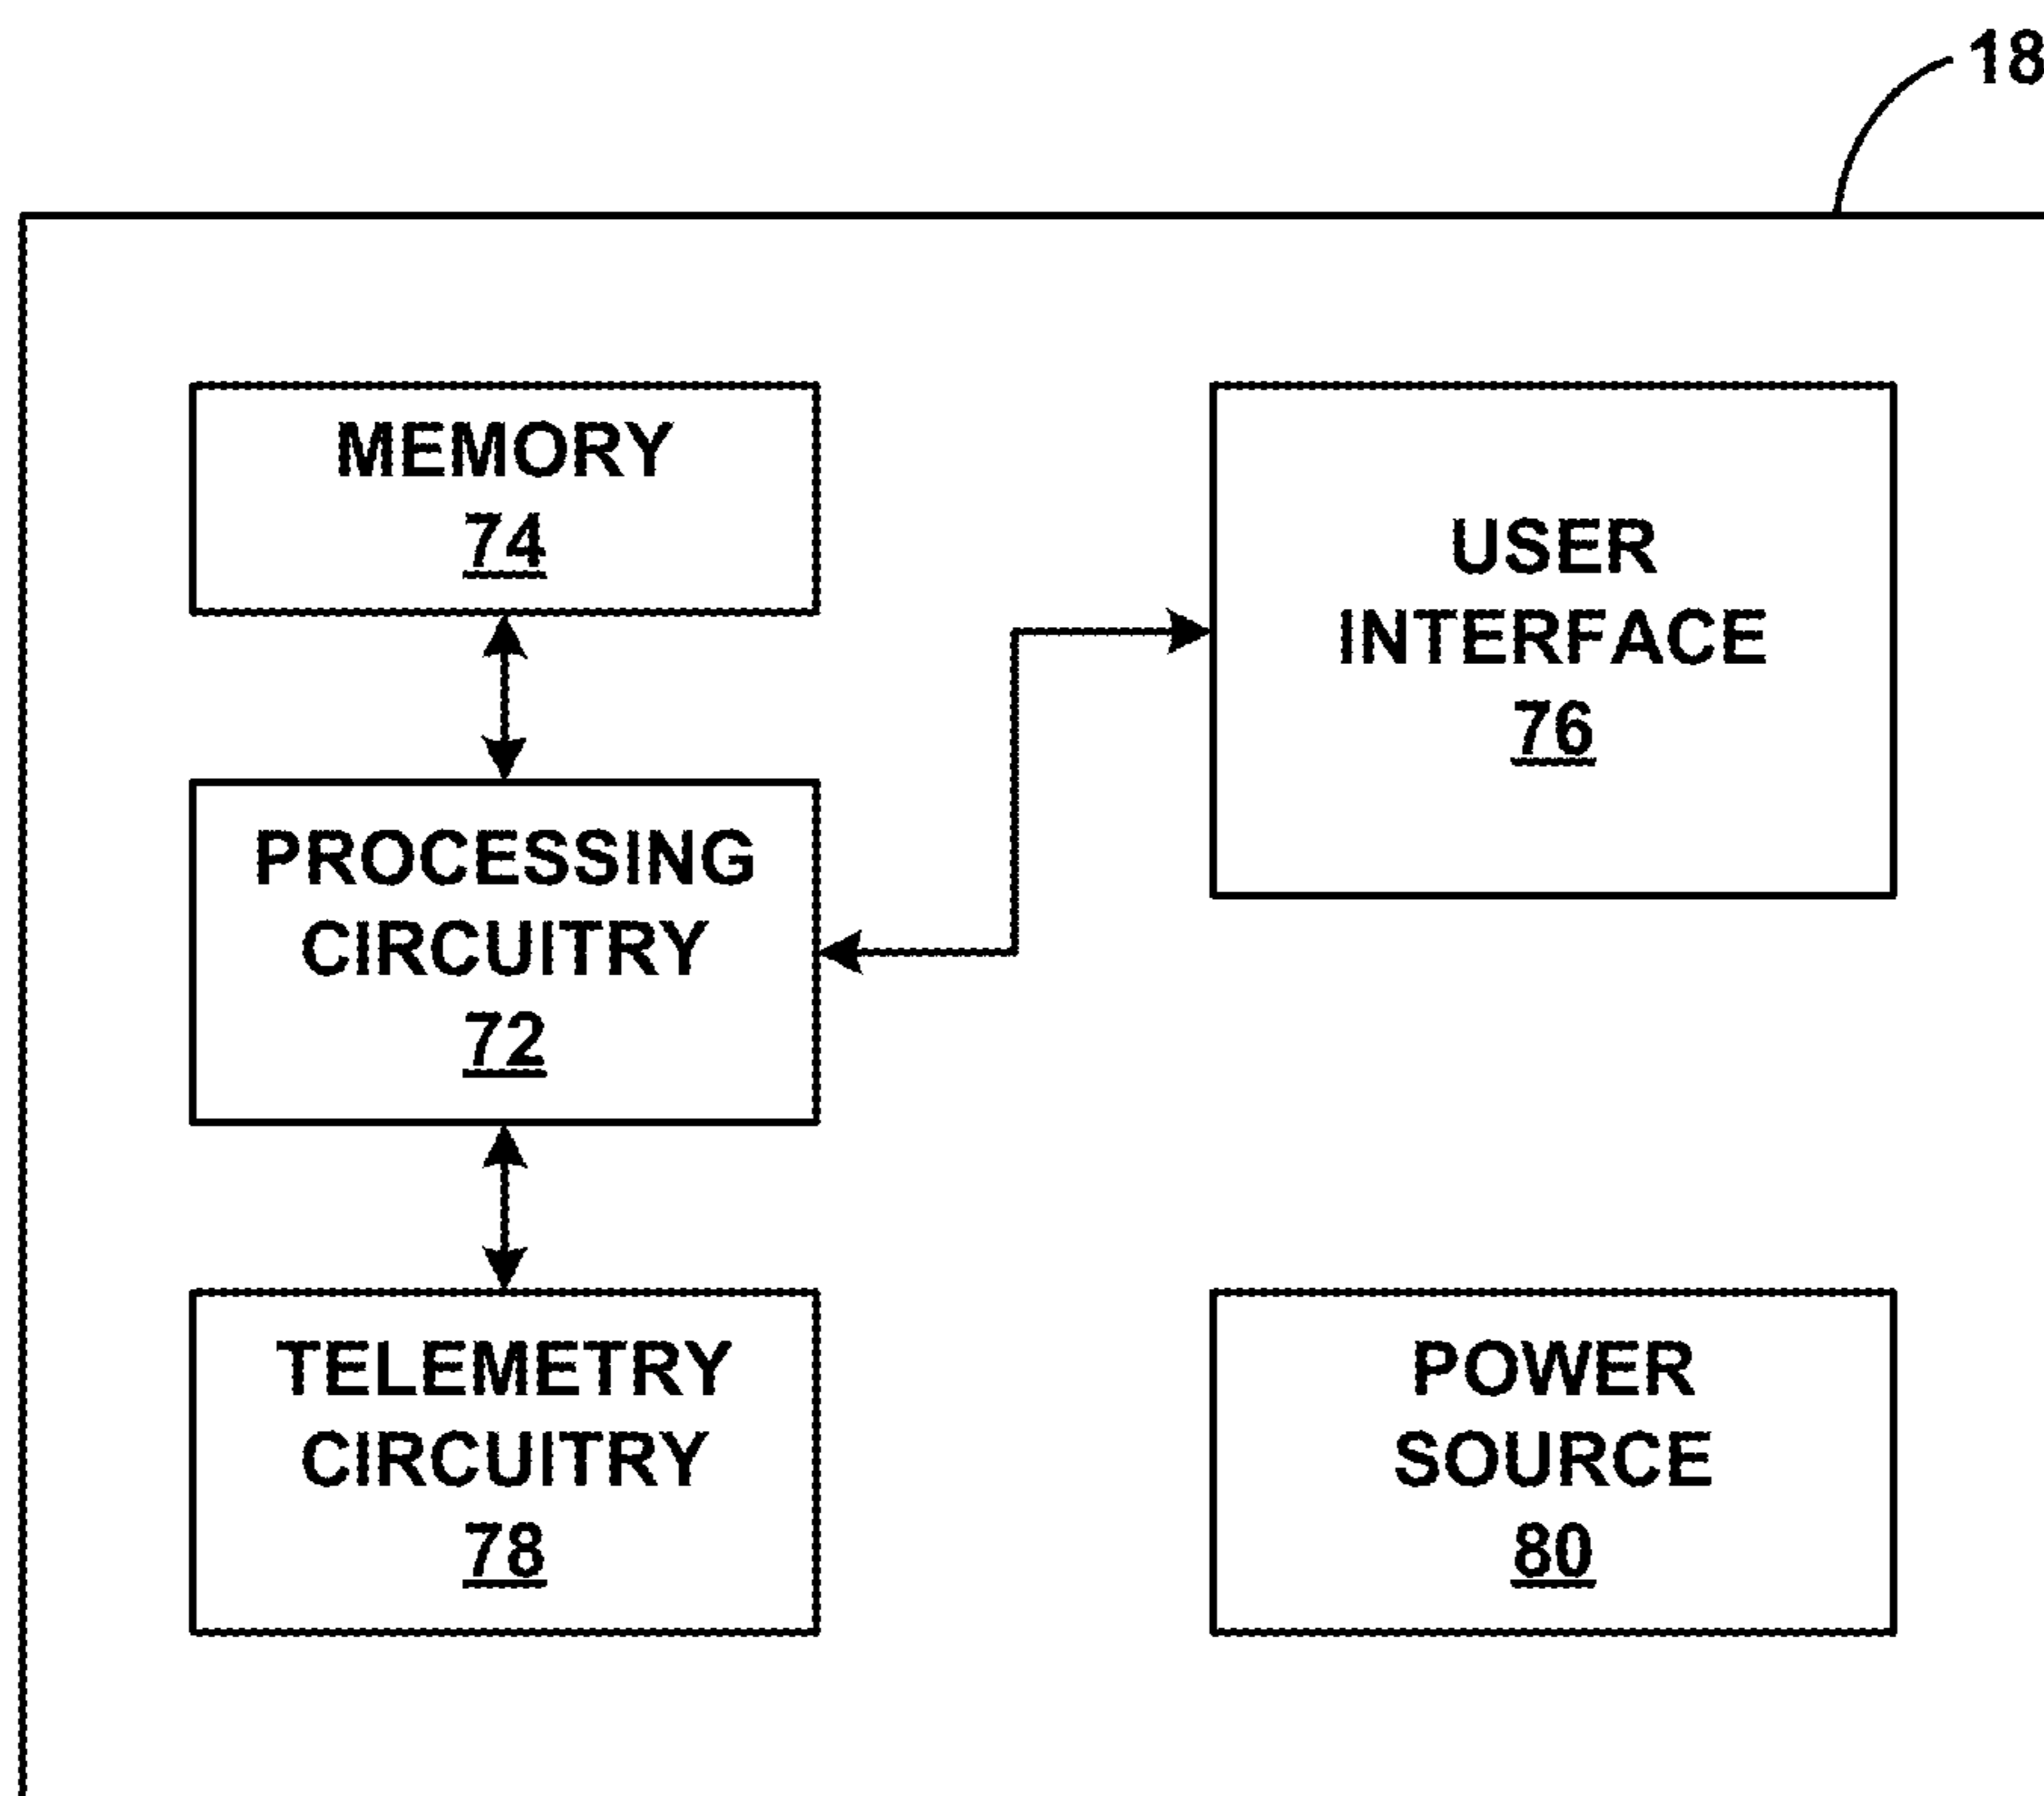 18
MEMORY
74
USER
INTERFACE
76
PROCESSING
CIRCUITRY
72
TELEMETRY
CIRCUITRY
78
POWER
SOURCE
80